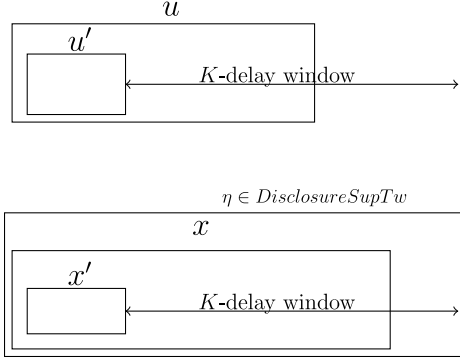 u
u′
K-delay window
η ∈ DisclosureSupTw
x
x′
K-delay window